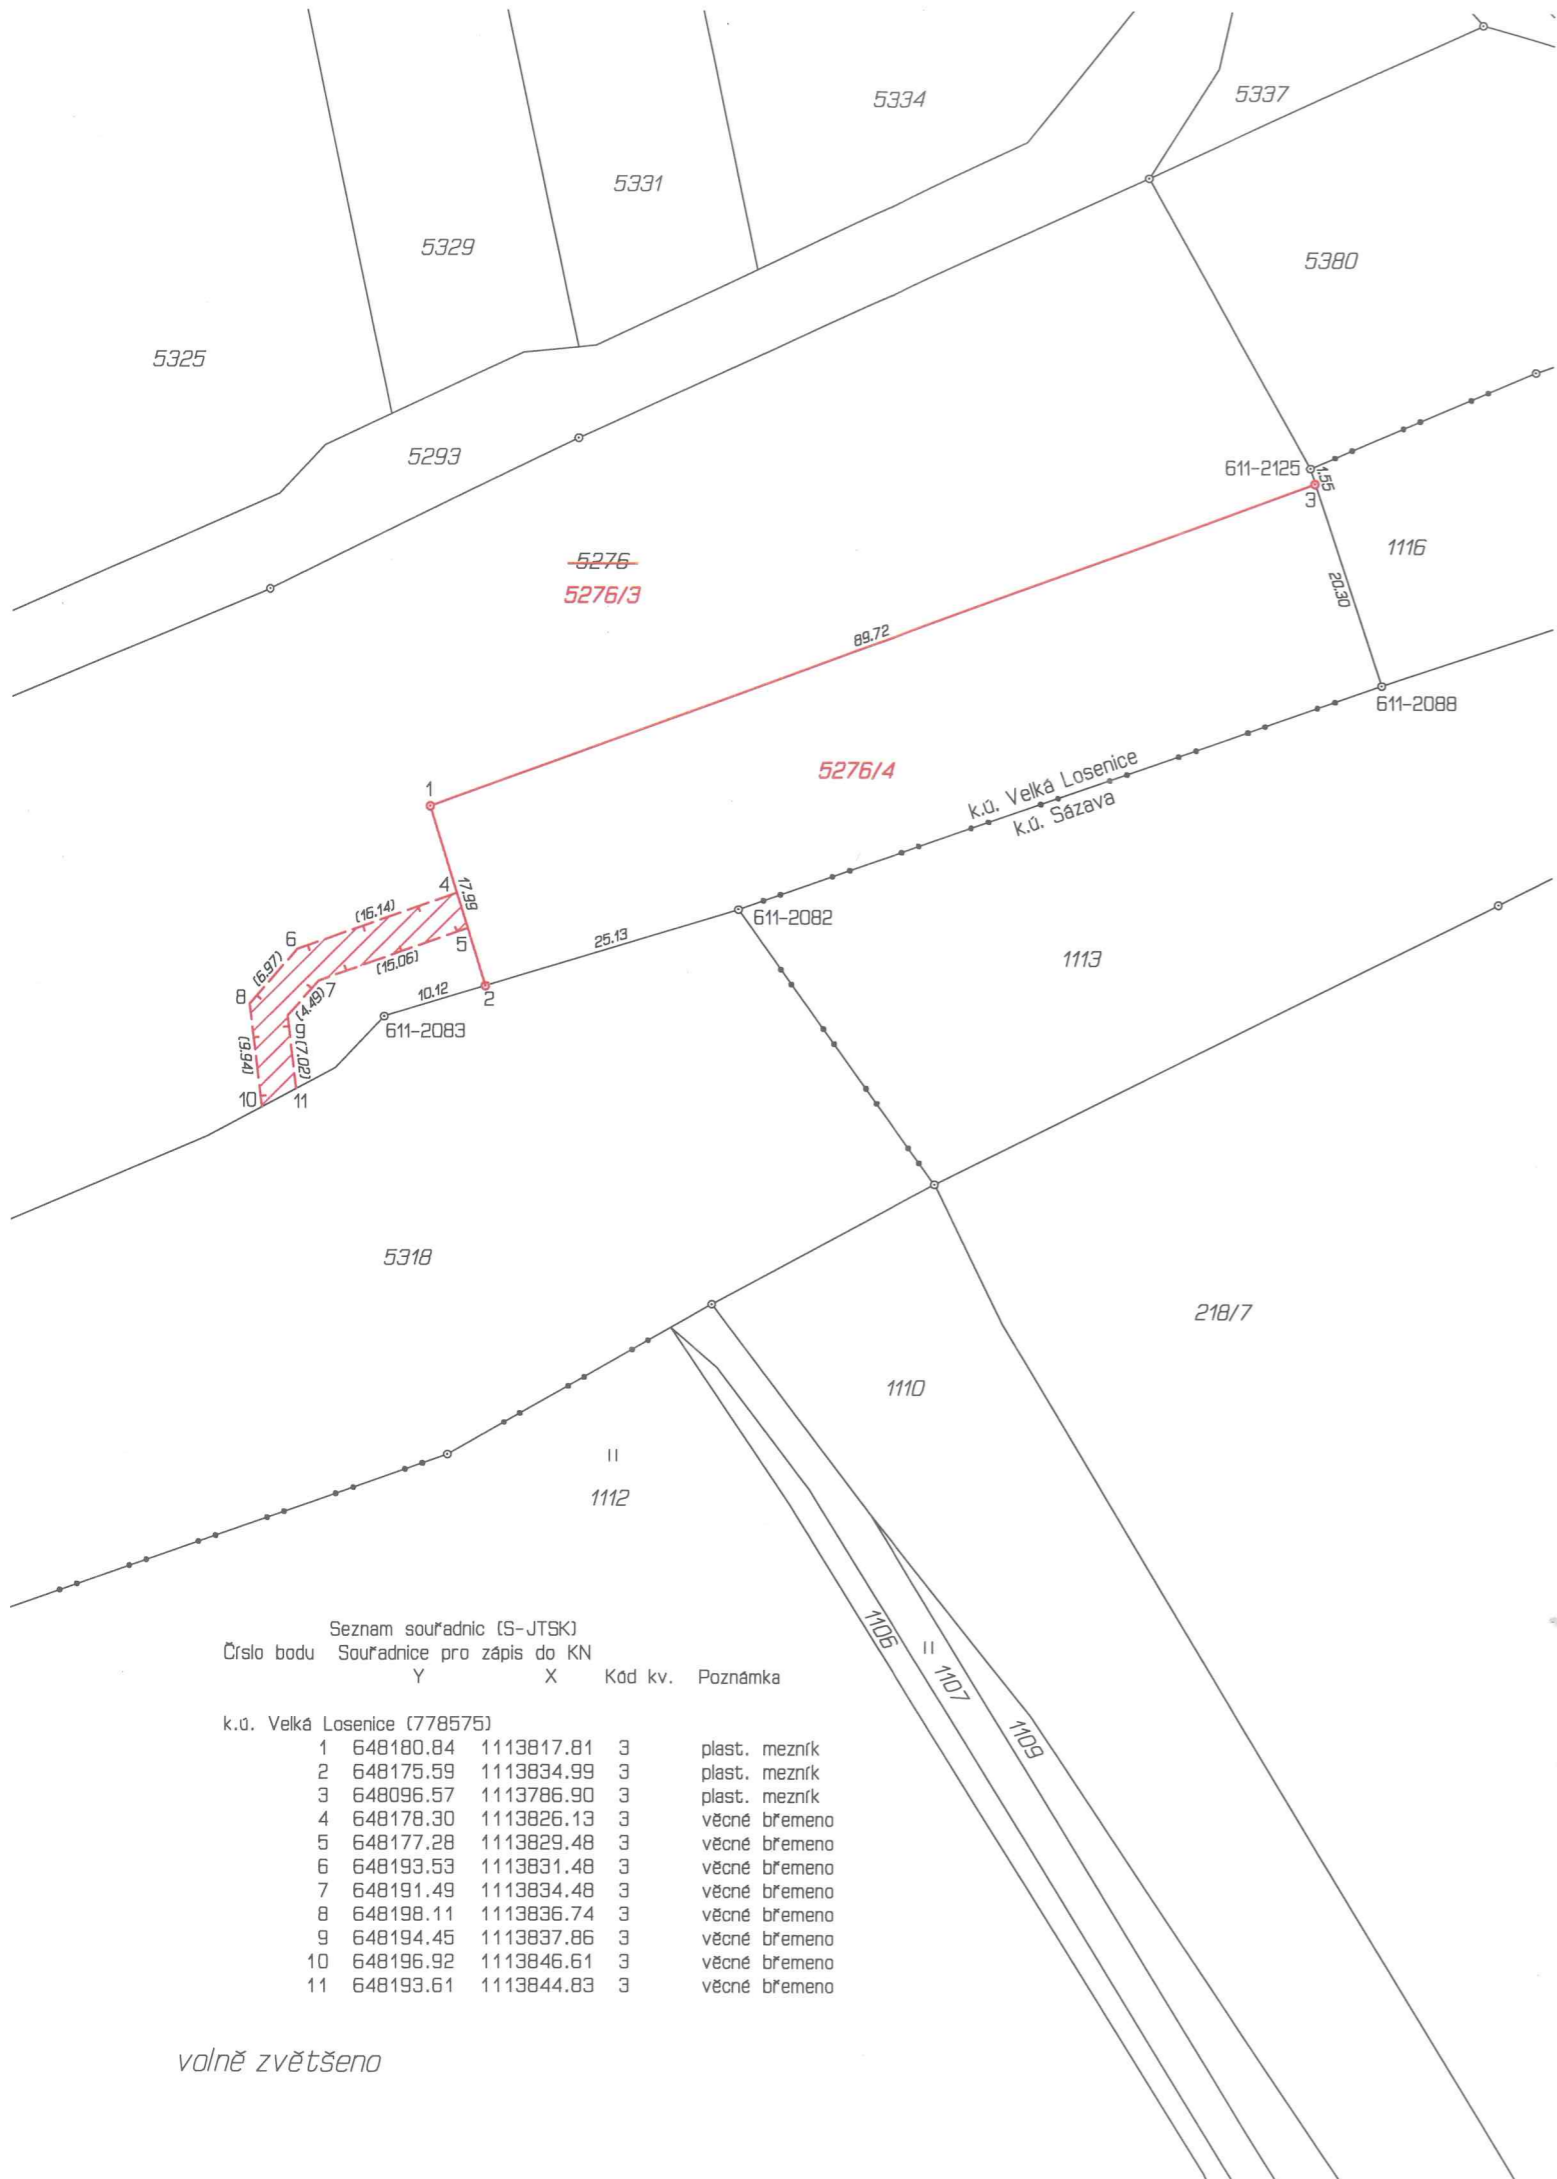 5334
5337
5331
5329
5380
5325
5293
611-2125
1.55
3
5276
5276/3
1116
20.30
89.72
611-2088
5276/4
k.ú. Velká Losenice
k.ú. Sázava
1
4
17.99
(16.14)
611-2082
6
5
25.13
(15.06)
1113
(6.97)
8
7
(4.49)
10.12
2
611-2083
9
(9.94)
(7.02)
10
11
5318
218/7
1110
II
1112
1106
II
1107
1109
Seznam souřadnic (S-JTSK)
Číslo bodu Souřadnice pro zápis do KN
Y X Kód kv. Poznámka
k.ú. Velká Losenice (778575)
1 648180.84 1113817.81 3 plast. mezník
2 648175.59 1113834.99 3 plast. mezník
3 648096.57 1113786.90 3 plast. mezník
4 648178.30 1113826.13 3 věcné břemeno
5 648177.28 1113829.48 3 věcné břemeno
6 648193.53 1113831.48 3 věcné břemeno
7 648191.49 1113834.48 3 věcné břemeno
8 648198.11 1113836.74 3 věcné břemeno
9 648194.45 1113837.86 3 věcné břemeno
10 648196.92 1113846.61 3 věcné břemeno
11 648193.61 1113844.83 3 věcné břemeno
volně zvětšeno